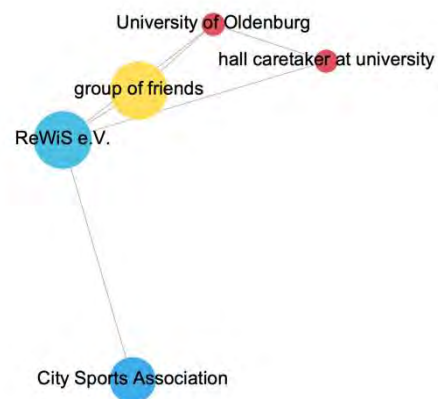 University of Oldenburg
hall caretaker at university
group of friends
ReWiS e.V.
City Sports Association